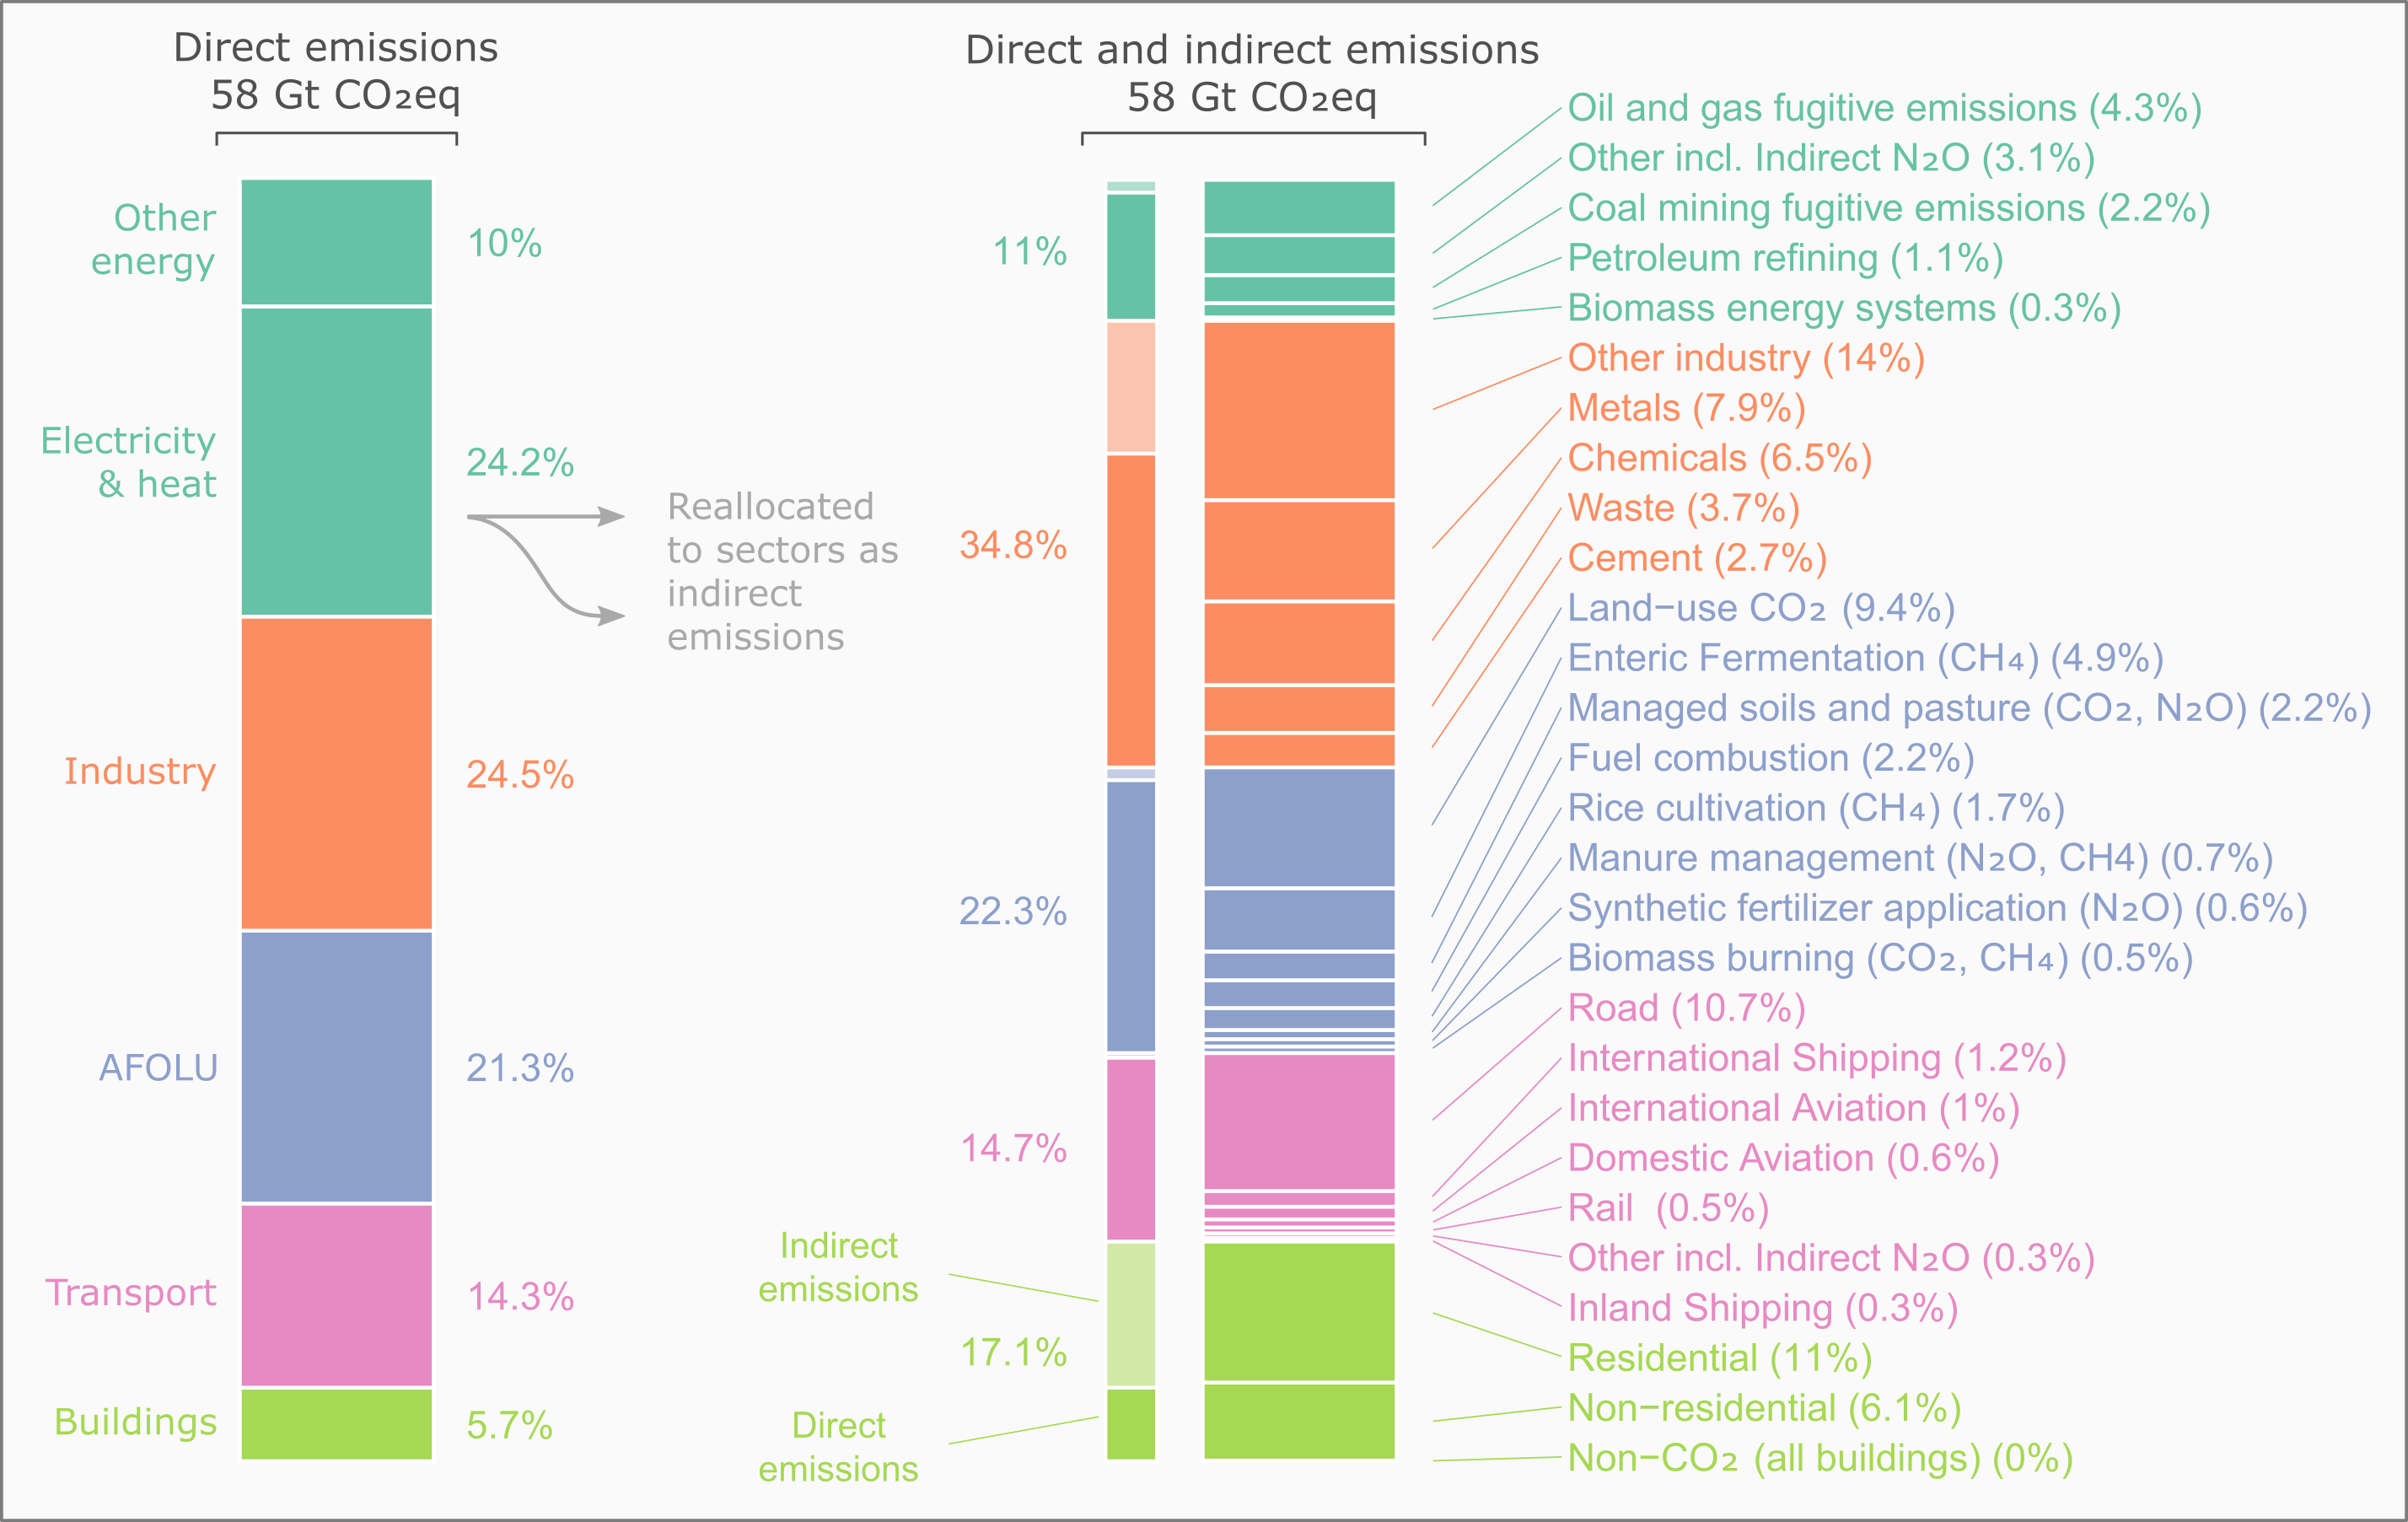 Direct emissions
58 Gt CO₂eq
Other
energy
10%
Electricity
& heat
24.2%
Reallocated
to sectors as
indirect
emissions
Industry
24.5%
AFOLU
21.3%
Transport
14.3%
Buildings
5.7%
Direct and indirect emissions
58 Gt CO₂eq
11%
34.8%
22.3%
14.7%
Indirect
emissions
17.1%
Direct
emissions
Oil and gas fugitive emissions (4.3%)
Other incl. Indirect N₂O (3.1%)
Coal mining fugitive emissions (2.2%)
Petroleum refining (1.1%)
Biomass energy systems (0.3%)
Other industry (14%)
Metals (7.9%)
Chemicals (6.5%)
Waste (3.7%)
Cement (2.7%)
Land−use CO₂ (9.4%)
Enteric Fermentation (CH₄) (4.9%)
Managed soils and pasture (CO₂, N₂O) (2.2%)
Fuel combustion (2.2%)
Rice cultivation (CH₄) (1.7%)
Manure management (N₂O, CH4) (0.7%)
Synthetic fertilizer application (N₂O) (0.6%)
Biomass burning (CO₂, CH₄) (0.5%)
Road (10.7%)
International Shipping (1.2%)
International Aviation (1%)
Domestic Aviation (0.6%)
Rail (0.5%)
Other incl. Indirect N₂O (0.3%)
Inland Shipping (0.3%)
Residential (11%)
Non−residential (6.1%)
Non−CO₂ (all buildings) (0%)